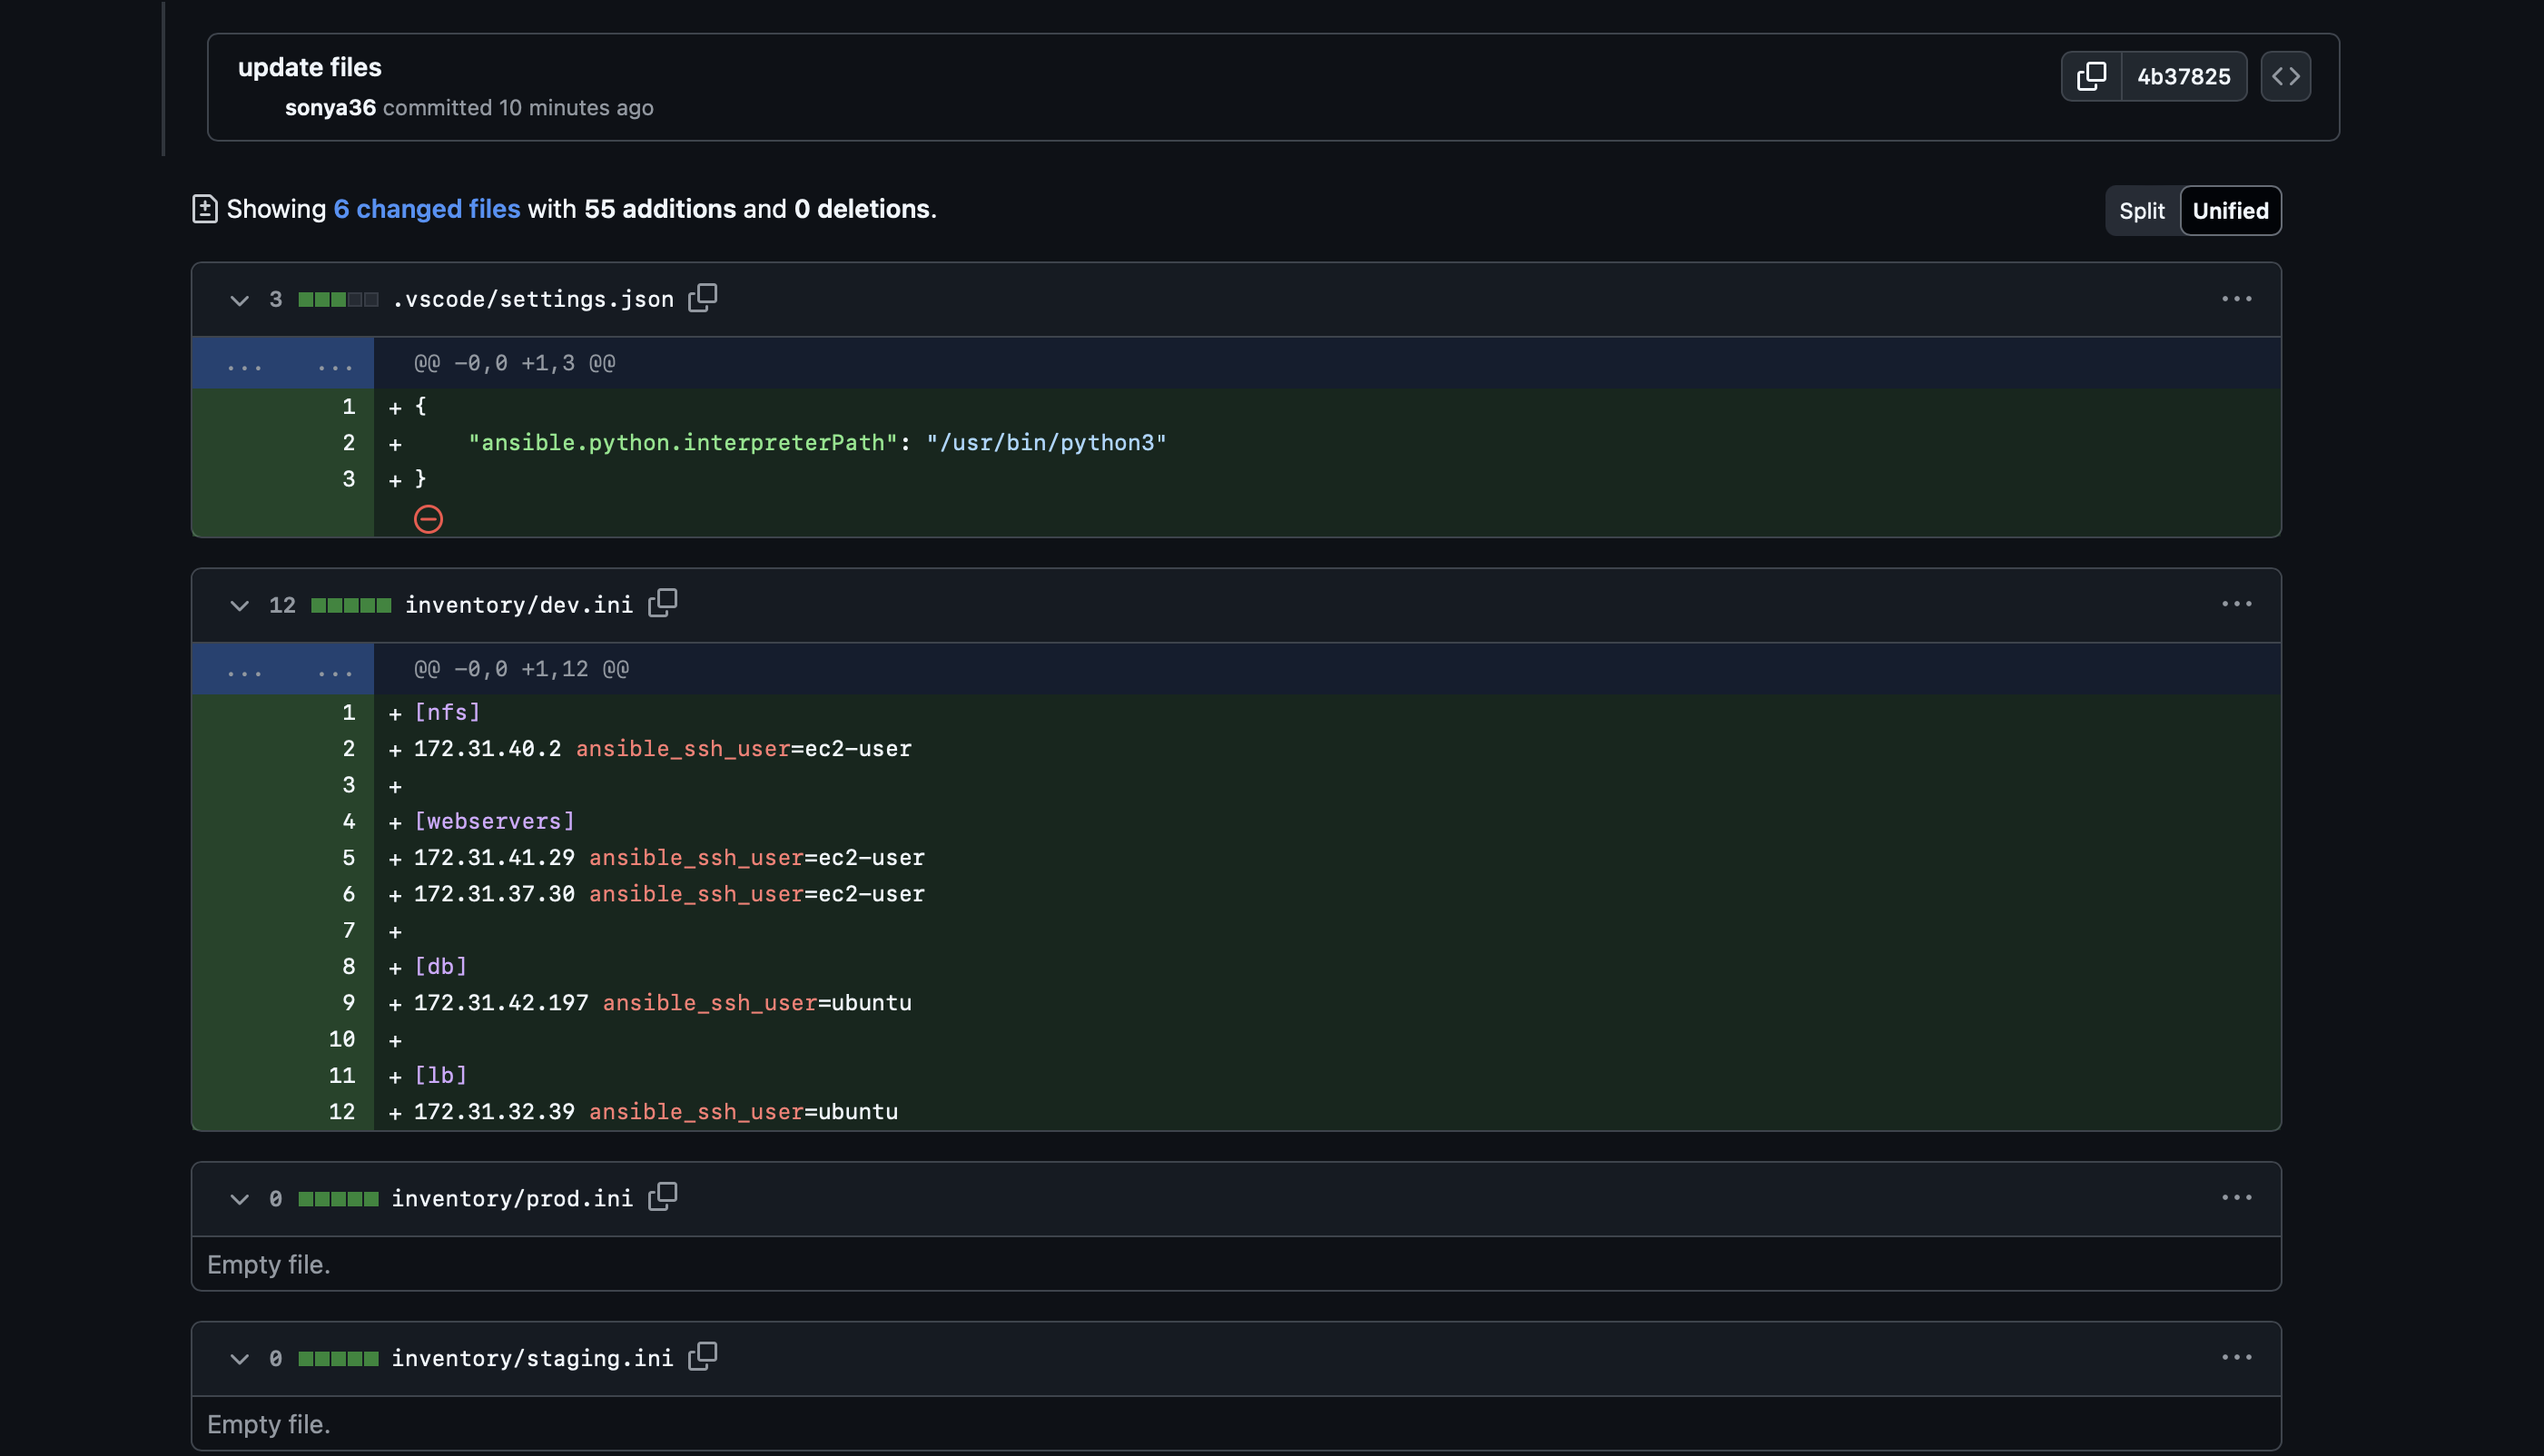 update files
4b37825
sonya36 committed 10 minutes ago
Showing 6 changed files with 55 additions and 0 deletions.
Split Unified
3 .vscode/settings.json
... ... @@ -0,0 +1,3 @@
1 + {
2 +     "ansible.python.interpreterPath": "/usr/bin/python3"
3 + }
12 inventory/dev.ini
... ... @@ -0,0 +1,12 @@
1 + [nfs]
2 + 172.31.40.2 ansible_ssh_user=ec2-user
3 +
4 + [webservers]
5 + 172.31.41.29 ansible_ssh_user=ec2-user
6 + 172.31.37.30 ansible_ssh_user=ec2-user
7 +
8 + [db]
9 + 172.31.42.197 ansible_ssh_user=ubuntu
10 +
11 + [lb]
12 + 172.31.32.39 ansible_ssh_user=ubuntu
0 inventory/prod.ini
Empty file.
0 inventory/staging.ini
Empty file.